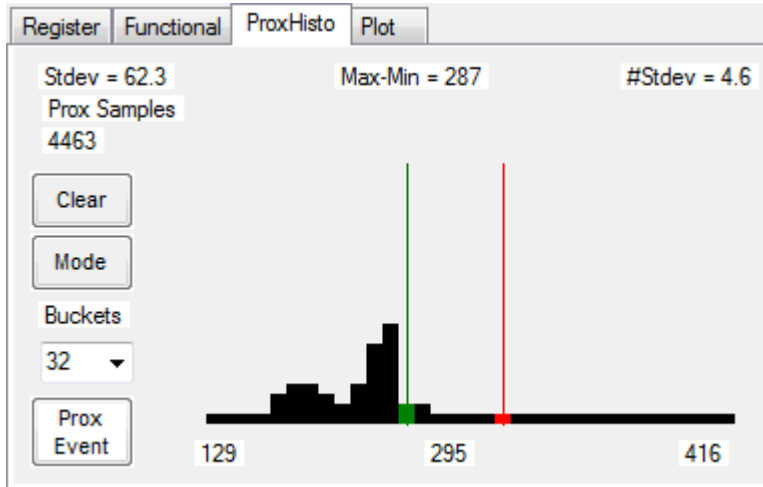 Register Functional ProxHisto Plot
Stdev = 62.3 Max-Min = 287 #Stdev = 4.6
Prox Samples
4463
Clear
Mode
Buckets
32
Prox
Event
129 295 416